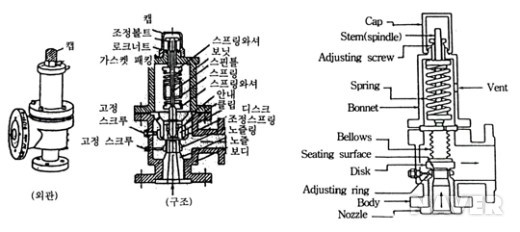 캡
(외관)
캡
조정볼트
로크너트
가스켓 패킹
고정
스크루
고정 스크루
스프링와셔
보닛
스핀들
스프링
스프링와셔
안내
클립
디스크
조정스프링
노즐링
노즐
보디
(구조)
Cap
Stem(spindle)
Adjusting screw
Spring
Bonnet
Vent
Bellows
Seating surface
Disk
Adjusting ring
Body
Nozzle